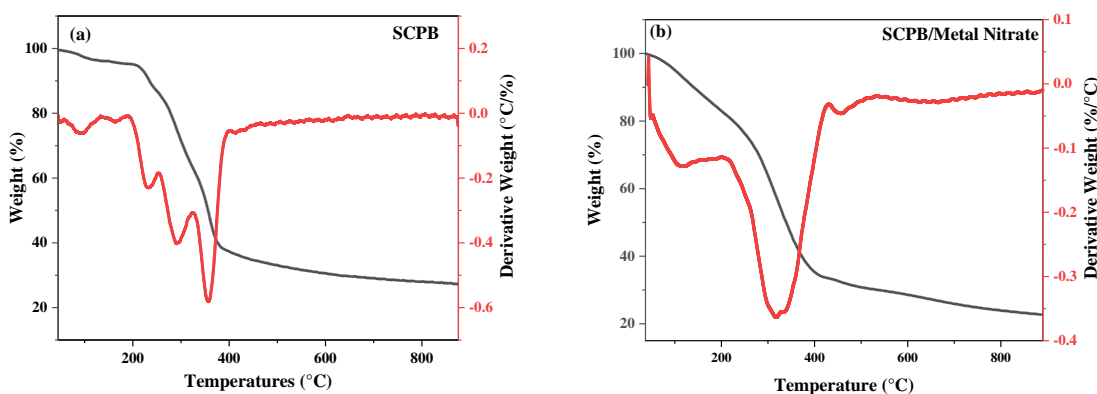 (a)
SCPB
Weight (%)
100
80
60
40
20
0.2
0.0
-0.2
-0.4
-0.6
Derivative Weight (°C/%)
200
400
600
800
Temperatures (°C)
(b)
SCPB/Metal Nitrate
Weight (%)
100
80
60
40
20
0.1
0.0
-0.1
-0.2
-0.3
-0.4
Derivative Weight (%/°C)
200
400
600
800
Temperature (°C)